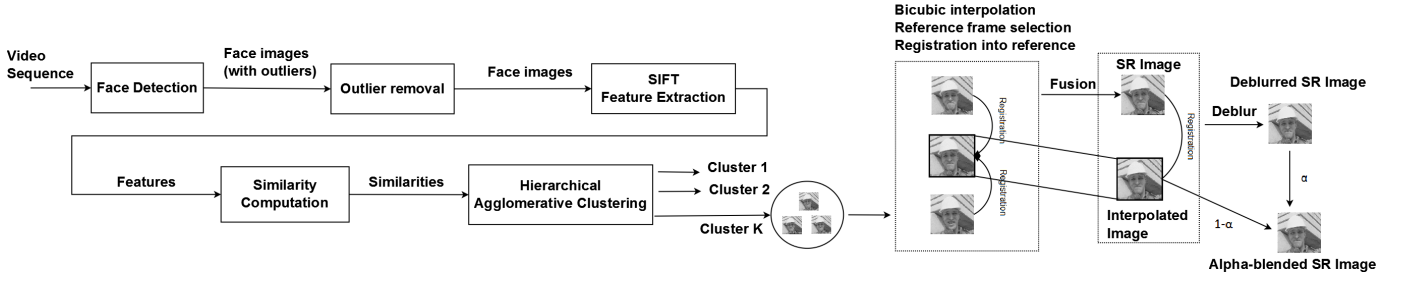 Video
Sequence
Face Detection
Face images
(with outliers)
Outlier removal
Face images
SIFT
Feature Extraction
Features
Similarity
Computation
Similarities
Hierarchical
Agglomerative Clustering
Cluster 1
Cluster 2
Cluster K
Bicubic interpolation
Reference frame selection
Registration into reference
Registration
Registration
Fusion
SR Image
Registration
Interpolated
Image
Deblur
Deblurred SR Image
α
1-α
Alpha-blended SR Image